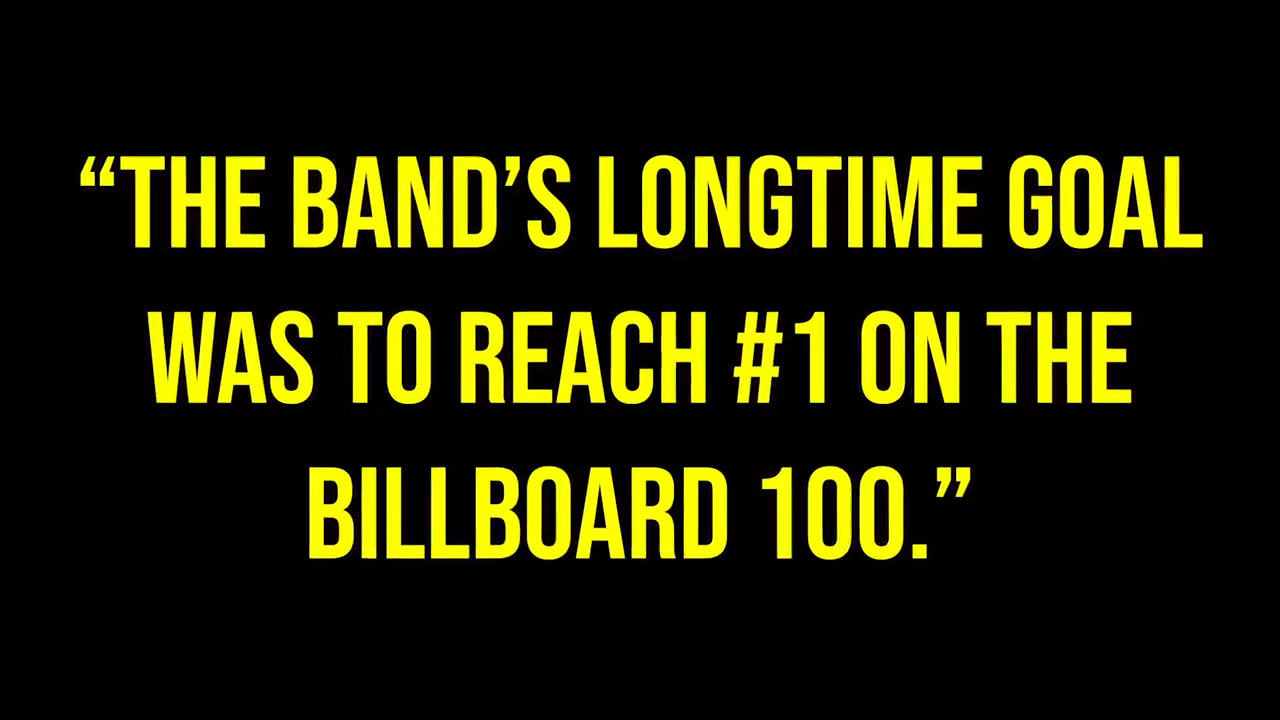 “THE BAND’S LONGTIME GOAL
WAS TO REACH #1 ON THE
BILLBOARD 100.”